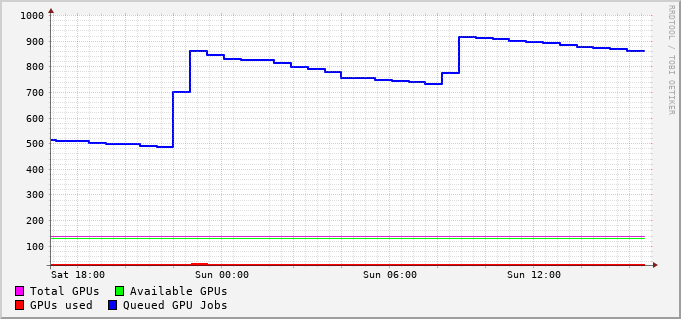 1000
900
800
700
600
500
400
300
200
100
Sat 18:00 Sun 00:00 Sun 06:00 Sun 12:00
Total GPUs Available GPUs
GPUs used Queued GPU Jobs
RRDTOOL / TOBI OETIKER